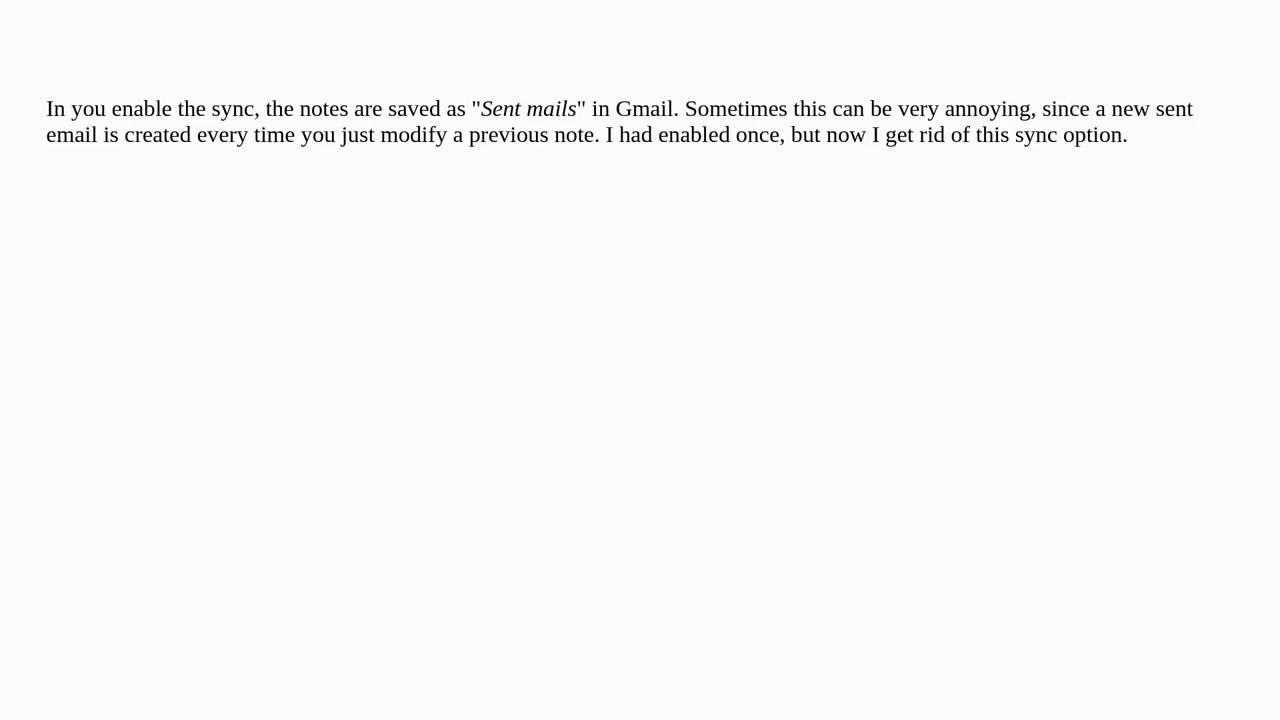 In you enable the sync, the notes are saved as "Sent mails" in Gmail. Sometimes this can be very annoying, since a new sent
email is created every time you just modify a previous note. I had enabled once, but now I get rid of this sync option.